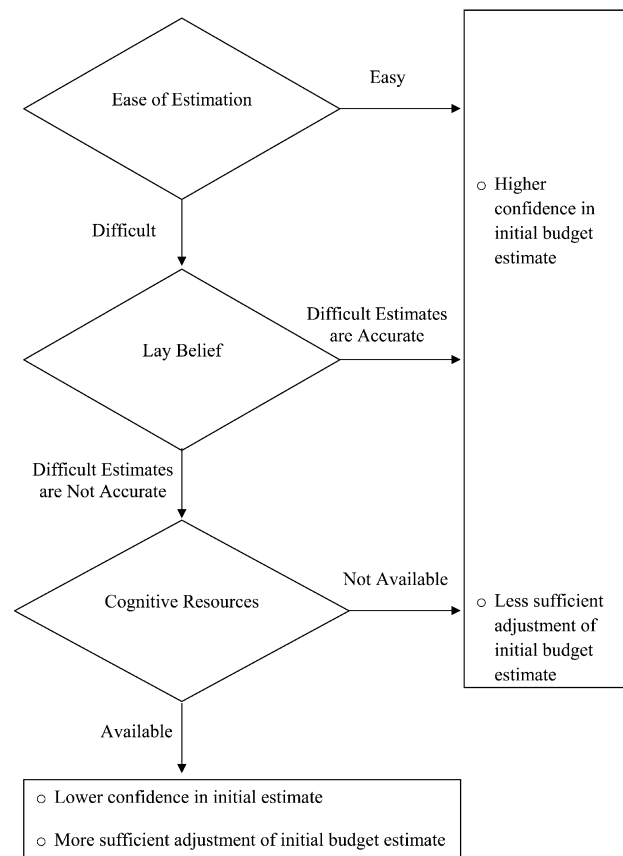 Ease of Estimation
Easy
Difficult
Lay Belief
Difficult Estimates
are Accurate
Difficult Estimates
are Not Accurate
Cognitive Resources
Not Available
Available
○ Higher
confidence in
initial budget
estimate
○ Less sufficient
adjustment of
initial budget
estimate
○ Lower confidence in initial estimate
○ More sufficient adjustment of initial budget estimate